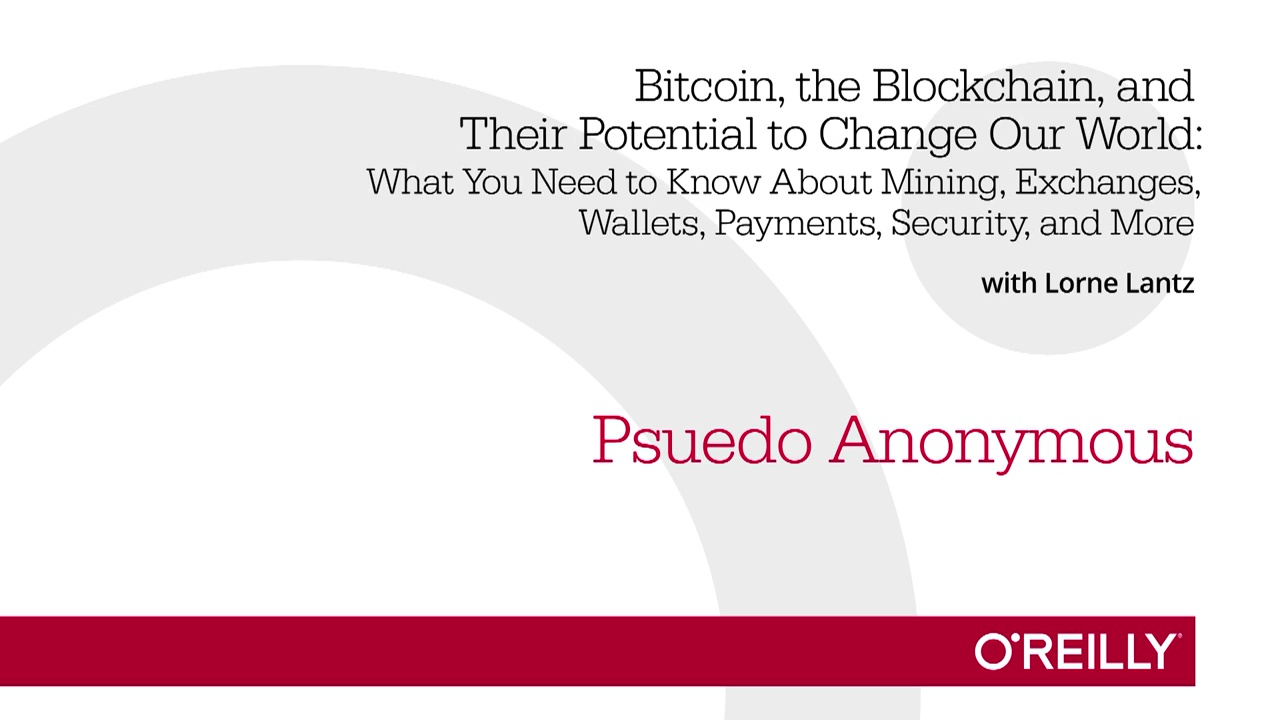 Bitcoin, the Blockchain, and
Their Potential to Change Our World:
What You Need to Know About Mining, Exchanges,
Wallets, Payments, Security, and More
with Lorne Lantz
Psuedo Anonymous
O'REILLY®